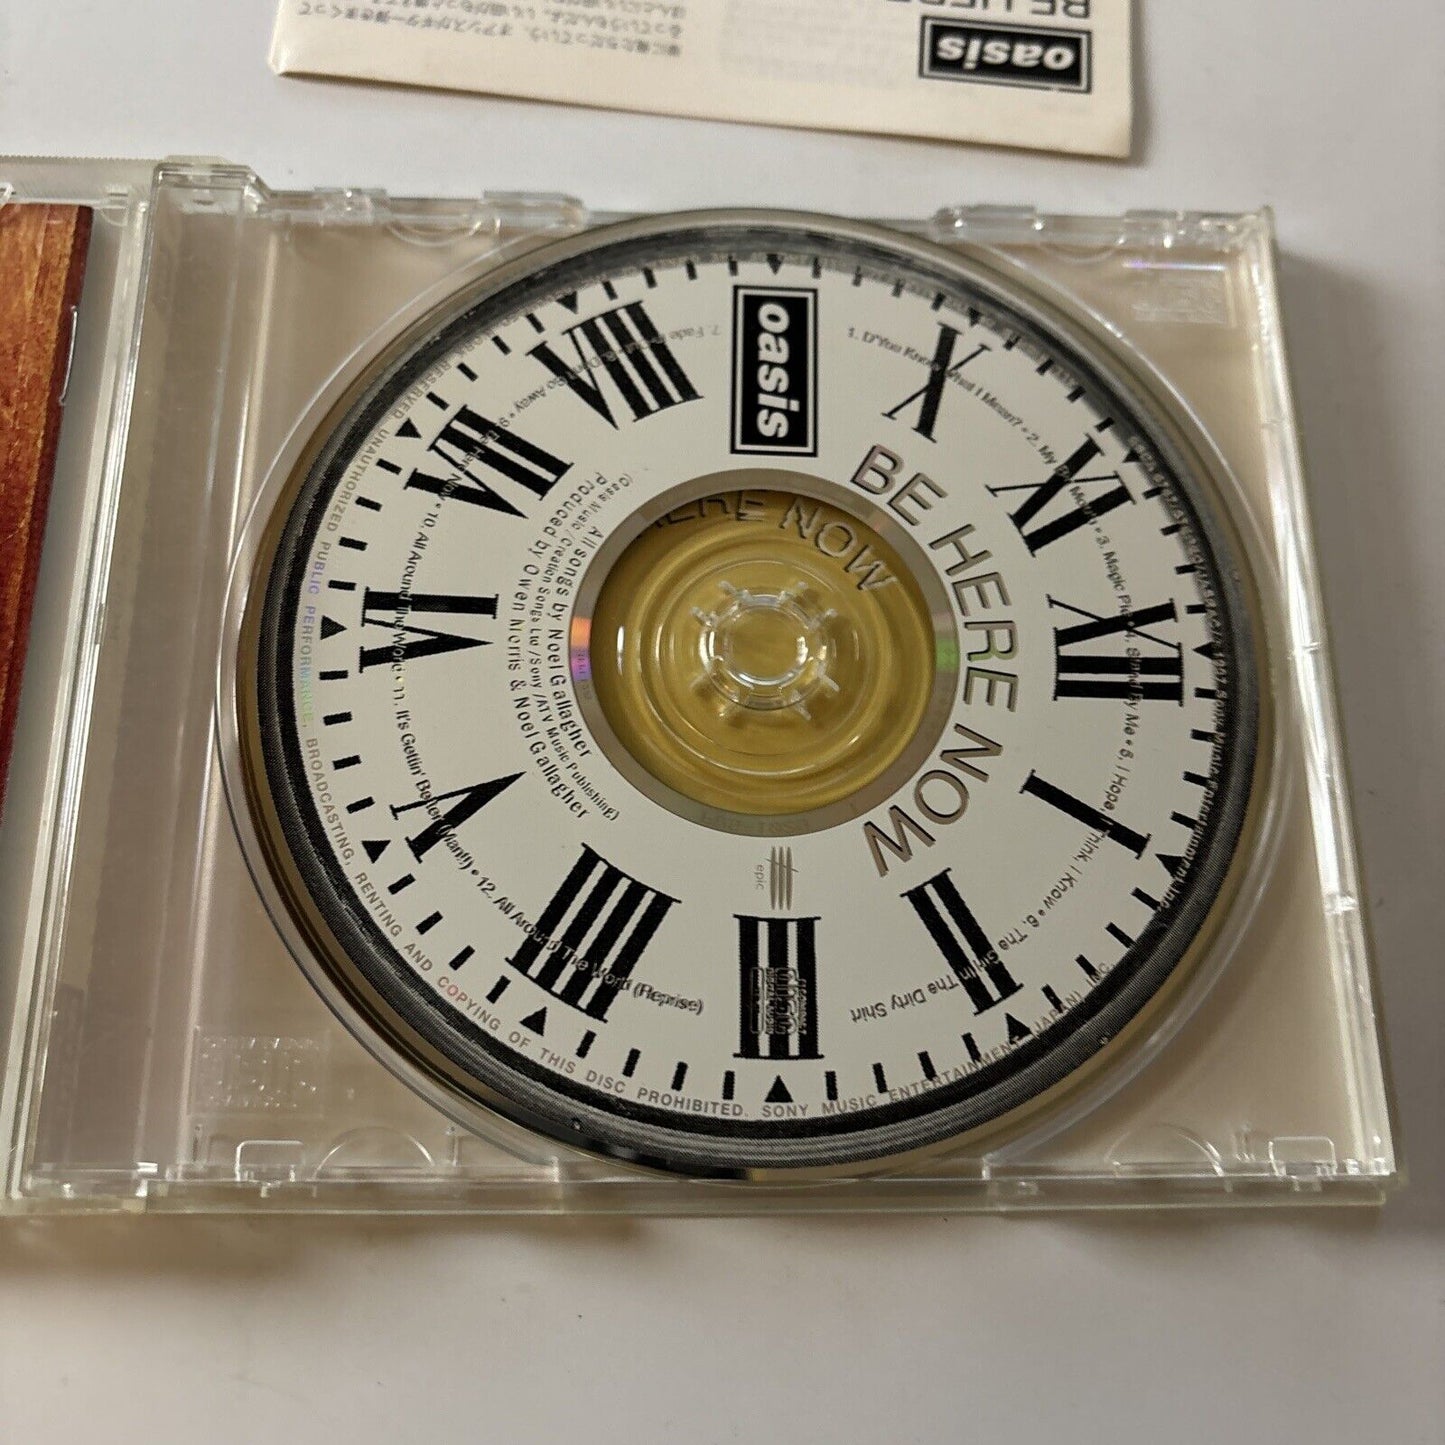 oasis
BE HERE
oasis
BE HERE NOW
X
XI
XII
I
II
III
IIII
V
VI
VII
VIII
1. D'You Know What I Mean? • 2. My Big Mouth • 3. Magic Pie • 4. Stand By Me • 5. I Hope, I Think, I Know • 6. The Girl In The Dirty Shirt
7. Fade In-Out • 8. Don't Go Away • 9. Be Here Now • 10. All Around The World • 11. It's Gettin' Better (Man!!) • 12. All Around The World (Reprise)
All songs by Noel Gallagher
(Oasis Music / Creation Songs Ltd / Sony / ATV Music Publishing)
Produced by Owen Morris & Noel Gallagher
epic
HERE NOW
RESERVED. UNAUTHORIZED PUBLIC PERFORMANCE, BROADCASTING, RENTING AND COPYING OF THIS DISC PROHIBITED. SONY MUSIC ENTERTAINMENT (JAPAN) INC.